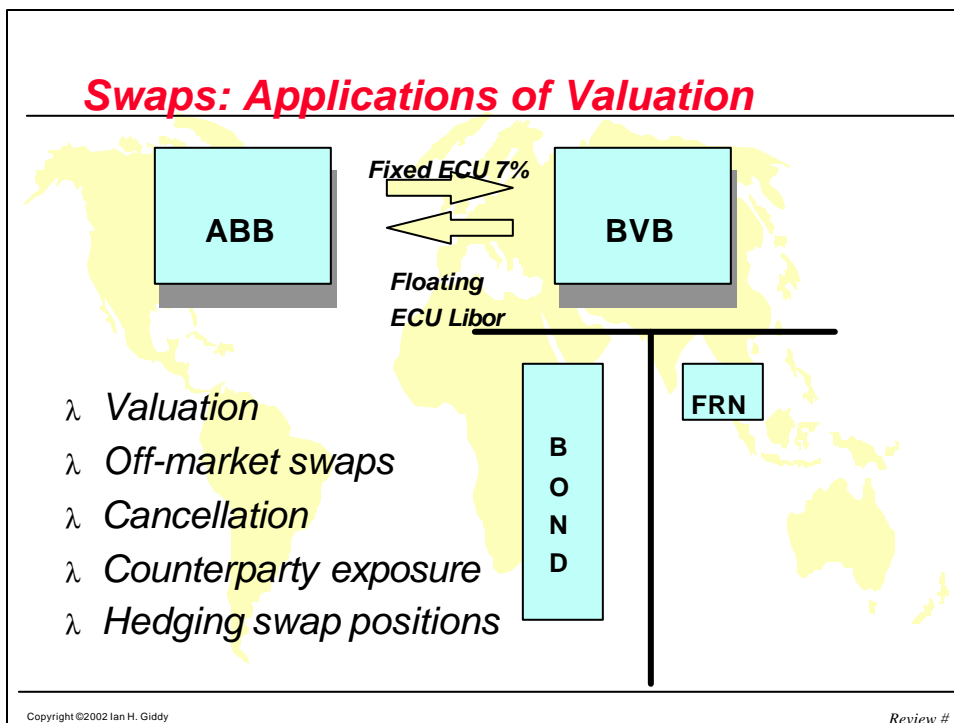 Swaps: Applications of Valuation
Fixed ECU 7%
ABB
BVB
Floating
ECU Libor
FRN
B
O
N
D
λ Valuation
λ Off-market swaps
λ Cancellation
λ Counterparty exposure
λ Hedging swap positions
Copyright ©2002 Ian H. Giddy
Review #